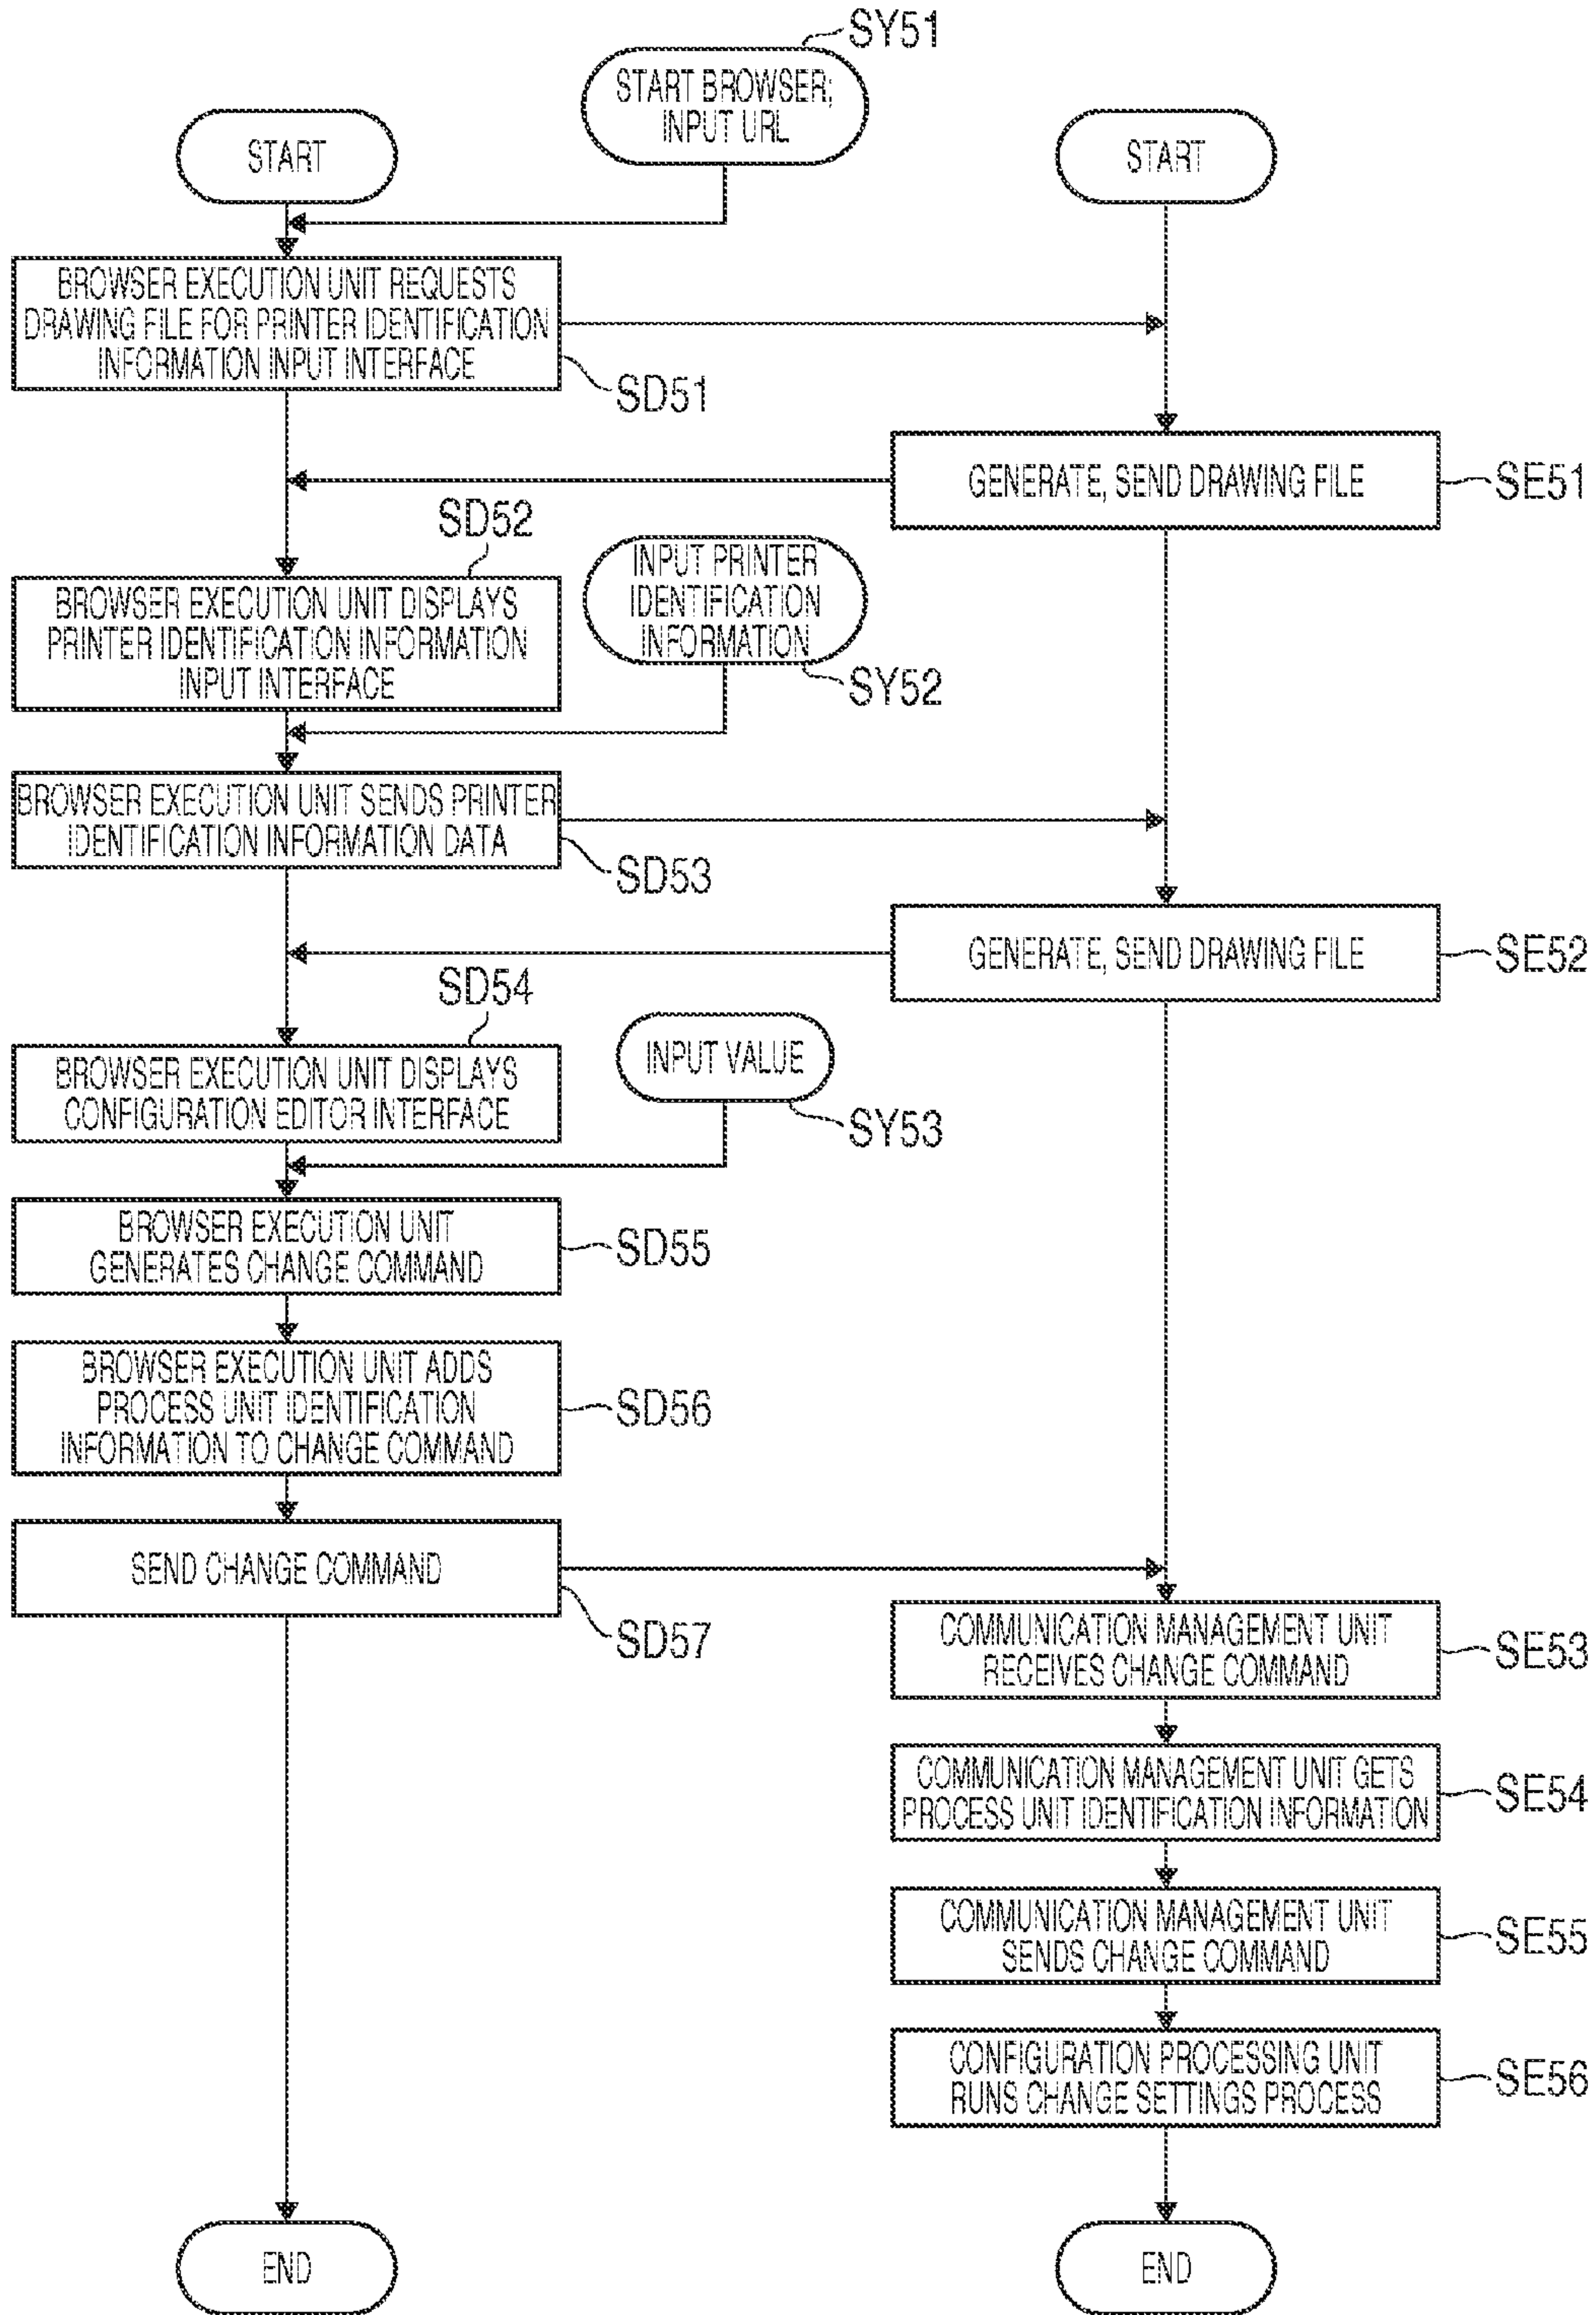 SY51
START BROWSER;
INPUT URL
START
START
BROWSER EXECUTION UNIT REQUESTS
DRAWING FILE FOR PRINTER IDENTIFICATION
INFORMATION INPUT INTERFACE
SD51
GENERATE, SEND DRAWING FILE
SE51
SD52
BROWSER EXECUTION UNIT DISPLAYS
PRINTER IDENTIFICATION INFORMATION
INPUT INTERFACE
INPUT PRINTER
IDENTIFICATION
INFORMATION
SY52
BROWSER EXECUTION UNIT SENDS PRINTER
IDENTIFICATION INFORMATION DATA
SD53
GENERATE, SEND DRAWING FILE
SE52
SD54
BROWSER EXECUTION UNIT DISPLAYS
CONFIGURATION EDITOR INTERFACE
INPUT VALUE
SY53
BROWSER EXECUTION UNIT
GENERATES CHANGE COMMAND
SD55
BROWSER EXECUTION UNIT ADDS
PROCESS UNIT IDENTIFICATION
INFORMATION TO CHANGE COMMAND
SD56
SEND CHANGE COMMAND
SD57
COMMUNICATION MANAGEMENT UNIT
RECEIVES CHANGE COMMAND
SE53
COMMUNICATION MANAGEMENT UNIT GETS
PROCESS UNIT IDENTIFICATION INFORMATION
SE54
COMMUNICATION MANAGEMENT UNIT
SENDS CHANGE COMMAND
SE55
CONFIGURATION PROCESSING UNIT
RUNS CHANGE SETTINGS PROCESS
SE56
END
END